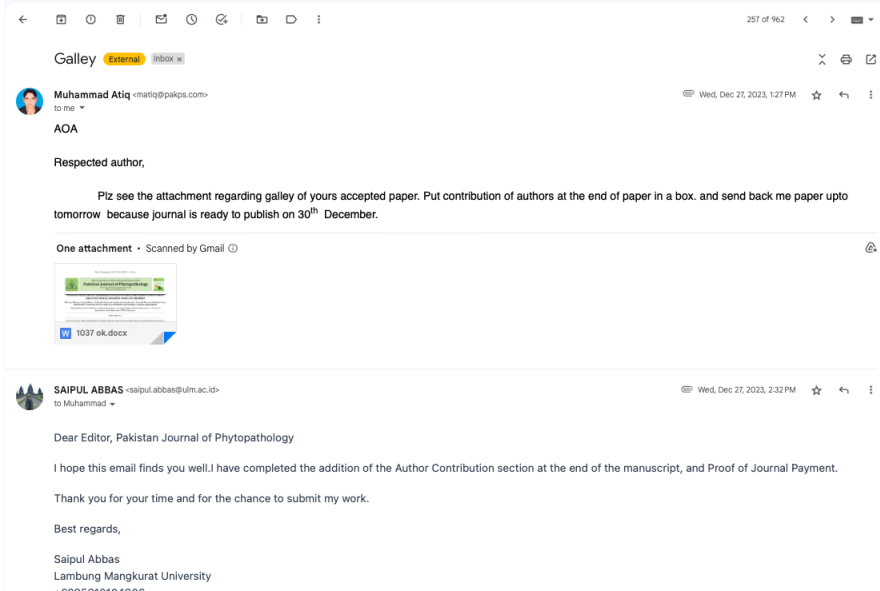 257 of 962
Galley External Inbox ×
Muhammad Atiq <matiq@pakps.com> Wed, Dec 27, 2023, 1:27 PM
to me
AOA
Respected author,
Plz see the attachment regarding galley of yours accepted paper. Put contribution of authors at the end of paper in a box. and send back me paper upto
tomorrow because journal is ready to publish on 30th December.
One attachment • Scanned by Gmail
Pakistan Journal of Phytopathology
W 1037 ok.docx
SAIPUL ABBAS <saipul.abbas@ulm.ac.id> Wed, Dec 27, 2023, 2:32 PM
to Muhammad
Dear Editor, Pakistan Journal of Phytopathology
I hope this email finds you well.I have completed the addition of the Author Contribution section at the end of the manuscript, and Proof of Journal Payment.
Thank you for your time and for the chance to submit my work.
Best regards,
Saipul Abbas
Lambung Mangkurat University